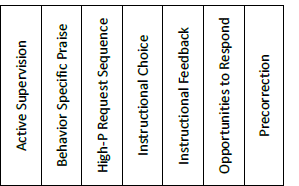 Active Supervision
Behavior Specific Praise
High-P Request Sequence
Instructional Choice
Instructional Feedback
Opportunities to Respond
Precorrection